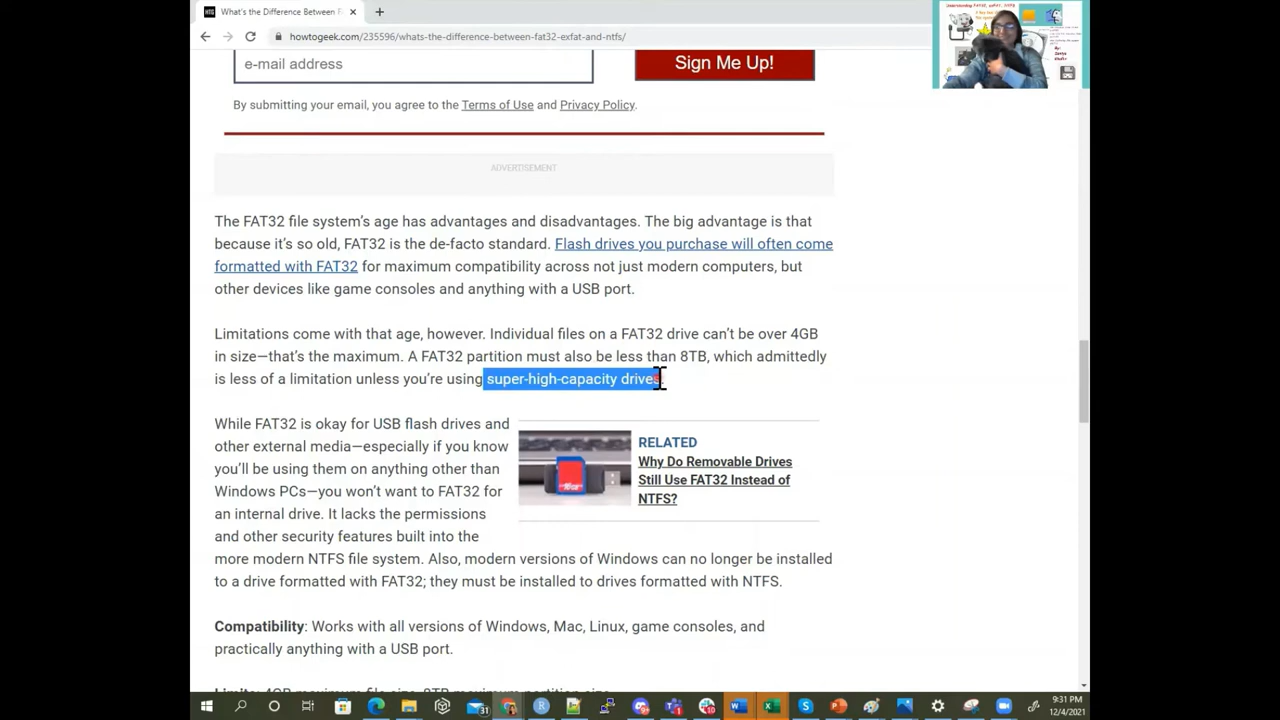 What's the Difference Between F
howtogeek.com/235596/whats-the-difference-between-fat32-exfat-and-ntfs/
e-mail address
Sign Me Up!
By submitting your email, you agree to the Terms of Use and Privacy Policy.
ADVERTISEMENT
The FAT32 file system's age has advantages and disadvantages. The big advantage is that
because it's so old, FAT32 is the de-facto standard. Flash drives you purchase will often come
formatted with FAT32 for maximum compatibility across not just modern computers, but
other devices like game consoles and anything with a USB port.
Limitations come with that age, however. Individual files on a FAT32 drive can't be over 4GB
in size—that's the maximum. A FAT32 partition must also be less than 8TB, which admittedly
is less of a limitation unless you're using super-high-capacity drives.
While FAT32 is okay for USB flash drives and
other external media—especially if you know
you'll be using them on anything other than
Windows PCs—you won't want to FAT32 for
an internal drive. It lacks the permissions
and other security features built into the
more modern NTFS file system. Also, modern versions of Windows can no longer be installed
to a drive formatted with FAT32; they must be installed to drives formatted with NTFS.
RELATED
Why Do Removable Drives
Still Use FAT32 Instead of
NTFS?
Compatibility: Works with all versions of Windows, Mac, Linux, game consoles, and
practically anything with a USB port.
Limits: 4GB maximum file size, 8TB maximum partition size
9:31 PM
12/4/2021